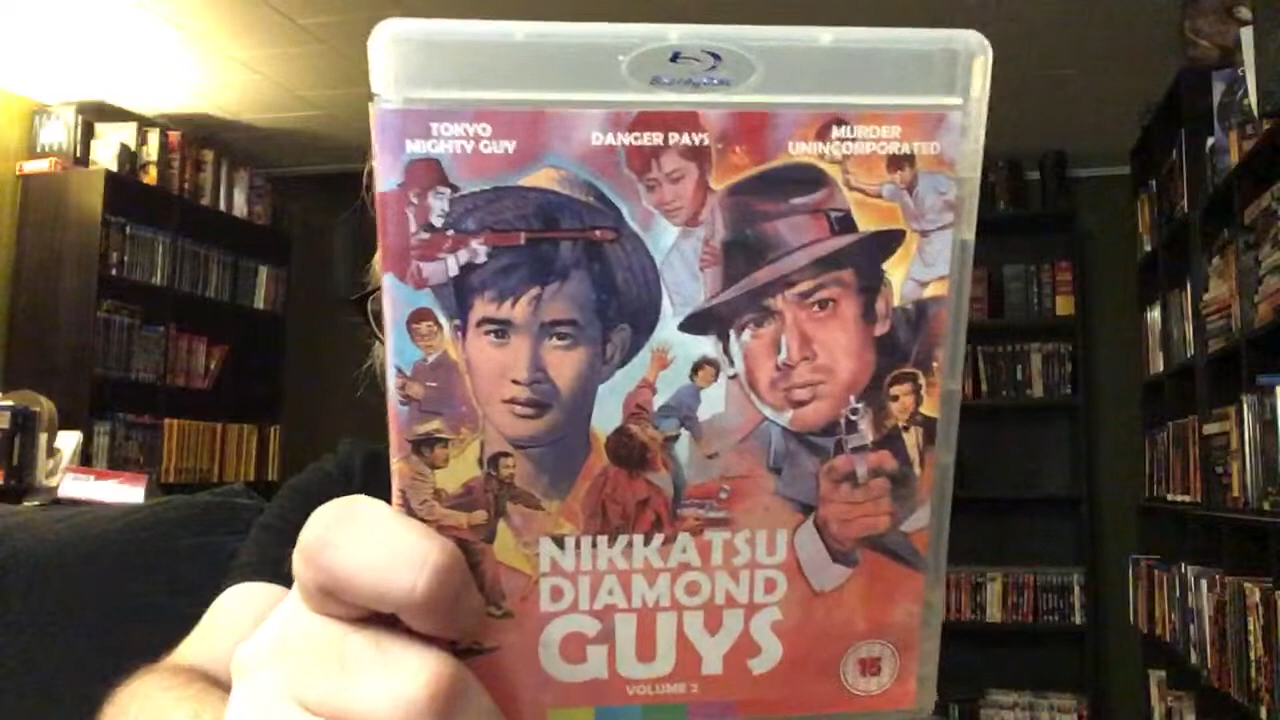 Blu-ray Disc
TOKYO
MIGHTY GUY
DANGER PAYS
MURDER
UNINCORPORATED
NIKKATSU
DIAMOND
GUYS
VOLUME 2
15